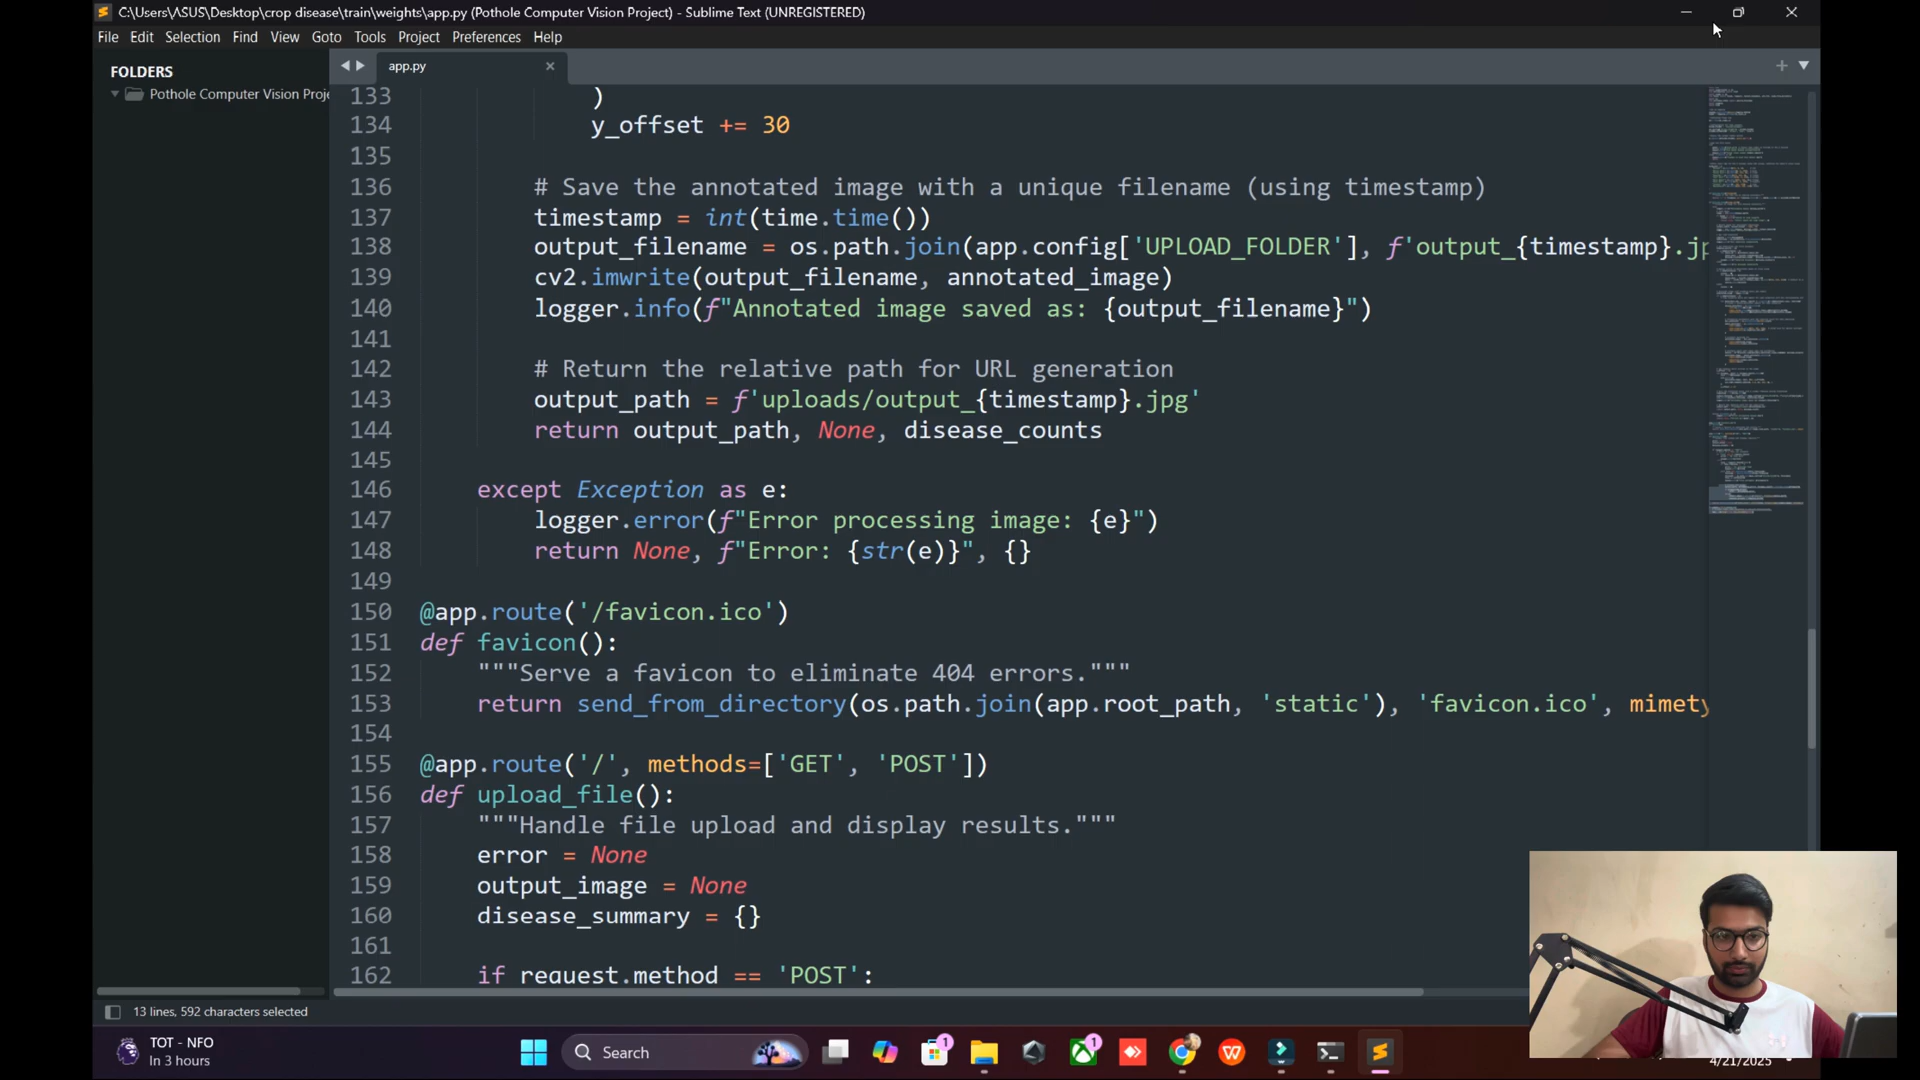 C:\Users\ASUS\Desktop\crop disease\train\weights\app.py (Pothole Computer Vision Project) - Sublime Text (UNREGISTERED)
File Edit Selection Find View Goto Tools Project Preferences Help
FOLDERS
Pothole Computer Vision Proje
app.py
133 )
134 y_offset += 30
135
136 # Save the annotated image with a unique filename (using timestamp)
137 timestamp = int(time.time())
138 output_filename = os.path.join(app.config['UPLOAD_FOLDER'], f'output_{timestamp}.jp
139 cv2.imwrite(output_filename, annotated_image)
140 logger.info(f"Annotated image saved as: {output_filename}")
141
142 # Return the relative path for URL generation
143 output_path = f'uploads/output_{timestamp}.jpg'
144 return output_path, None, disease_counts
145
146 except Exception as e:
147 logger.error(f"Error processing image: {e}")
148 return None, f"Error: {str(e)}", {}
149
150 @app.route('/favicon.ico')
151 def favicon():
152 """Serve a favicon to eliminate 404 errors."""
153 return send_from_directory(os.path.join(app.root_path, 'static'), 'favicon.ico', mimety
154
155 @app.route('/', methods=['GET', 'POST'])
156 def upload_file():
157 """Handle file upload and display results."""
158 error = None
159 output_image = None
160 disease_summary = {}
161
162 if request.method == 'POST':
13 lines, 592 characters selected
TOT - NFO
In 3 hours
Search
1
1
4/21/2025